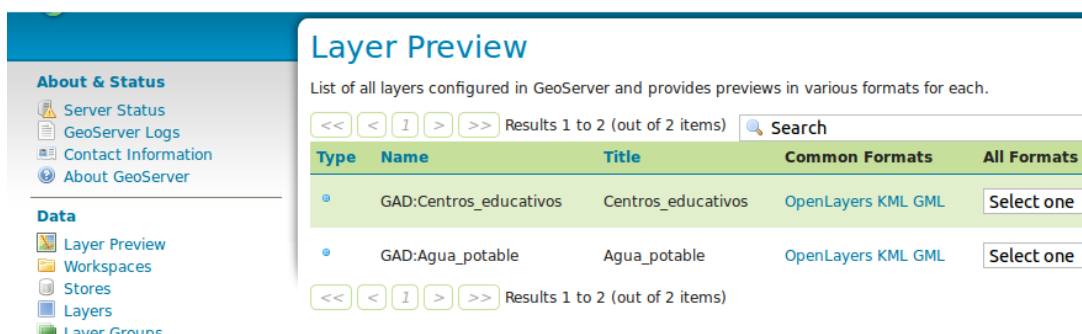 Layer Preview
List of all layers configured in GeoServer and provides previews in various formats for each.
<< < 1 > >> Results 1 to 2 (out of 2 items) Search
Type Name Title Common Formats All Formats
GAD:Centros_educativos Centros_educativos OpenLayers KML GML Select one
GAD:Agua_potable Agua_potable OpenLayers KML GML Select one
<< < 1 > >> Results 1 to 2 (out of 2 items)
About & Status
Server Status
GeoServer Logs
Contact Information
About GeoServer
Data
Layer Preview
Workspaces
Stores
Layers
Layer Groups